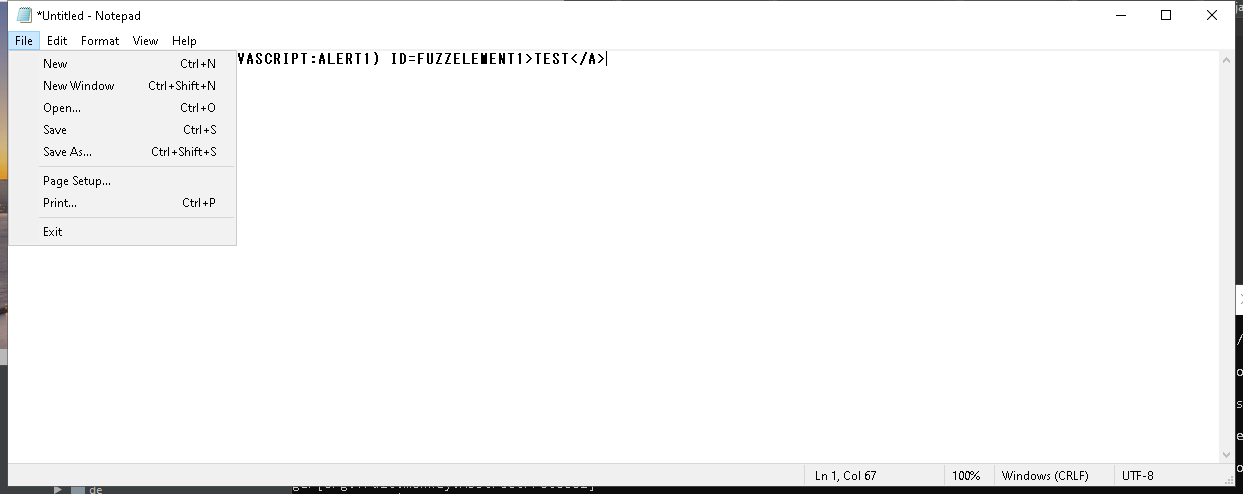 *Untitled - Notepad
File Edit Format View Help
VASCRIPT:ALERT1) ID=FUZZELEMENT1>TEST</A>
New Ctrl+N
New Window Ctrl+Shift+N
Open... Ctrl+O
Save Ctrl+S
Save As... Ctrl+Shift+S
Page Setup...
Print... Ctrl+P
Exit
Ln 1, Col 67 100% Windows (CRLF) UTF-8
de